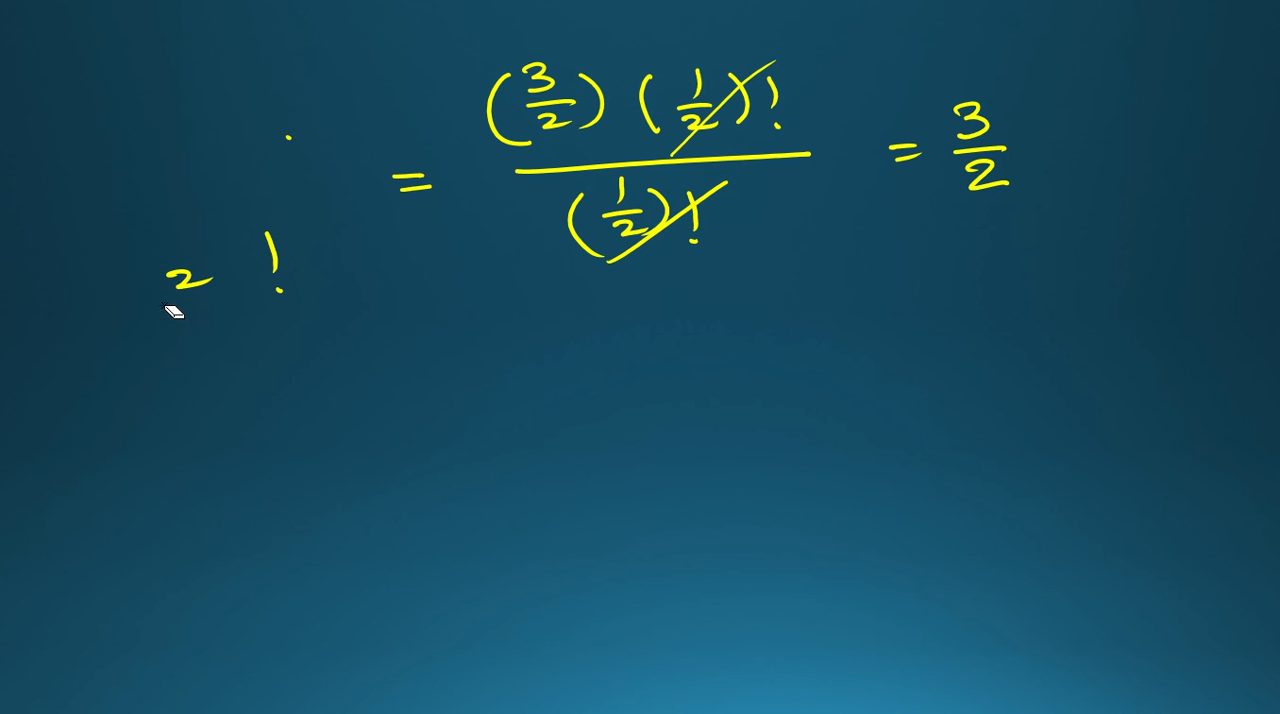 = (3/2) (1/2)! / (1/2)! = 3/2
2 !